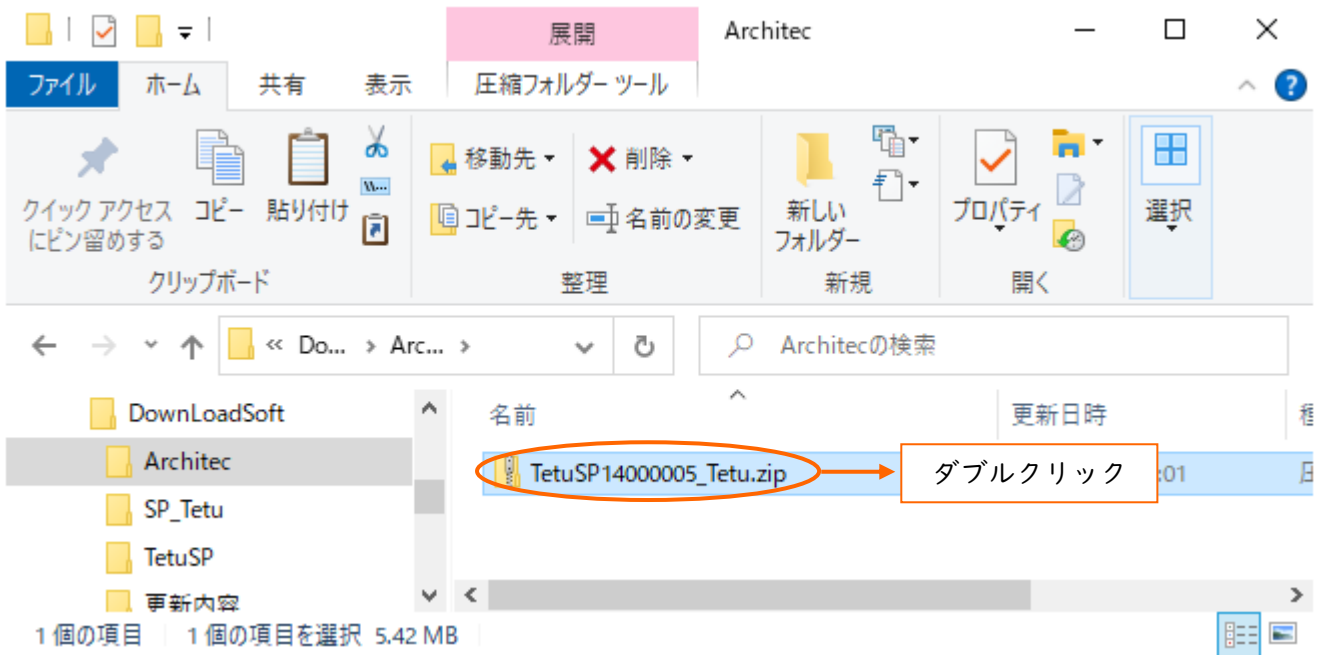 展開
Architec
ファイル ホーム 共有 表示 圧縮フォルダー ツール
クイック アクセス
にピン留めする
コピー
貼り付け
移動先
コピー先
削除
名前の変更
新しい
フォルダー
プロパティ
選択
クリップボード 整理 新規 開く
« Do... › Arc... ›
Architecの検索
DownLoadSoft
Architec
SP_Tetu
TetuSP
更新内容
名前 更新日時
TetuSP14000005_Tetu.zip
ダブルクリック
:01
1 個の項目 1 個の項目を選択 5.42 MB